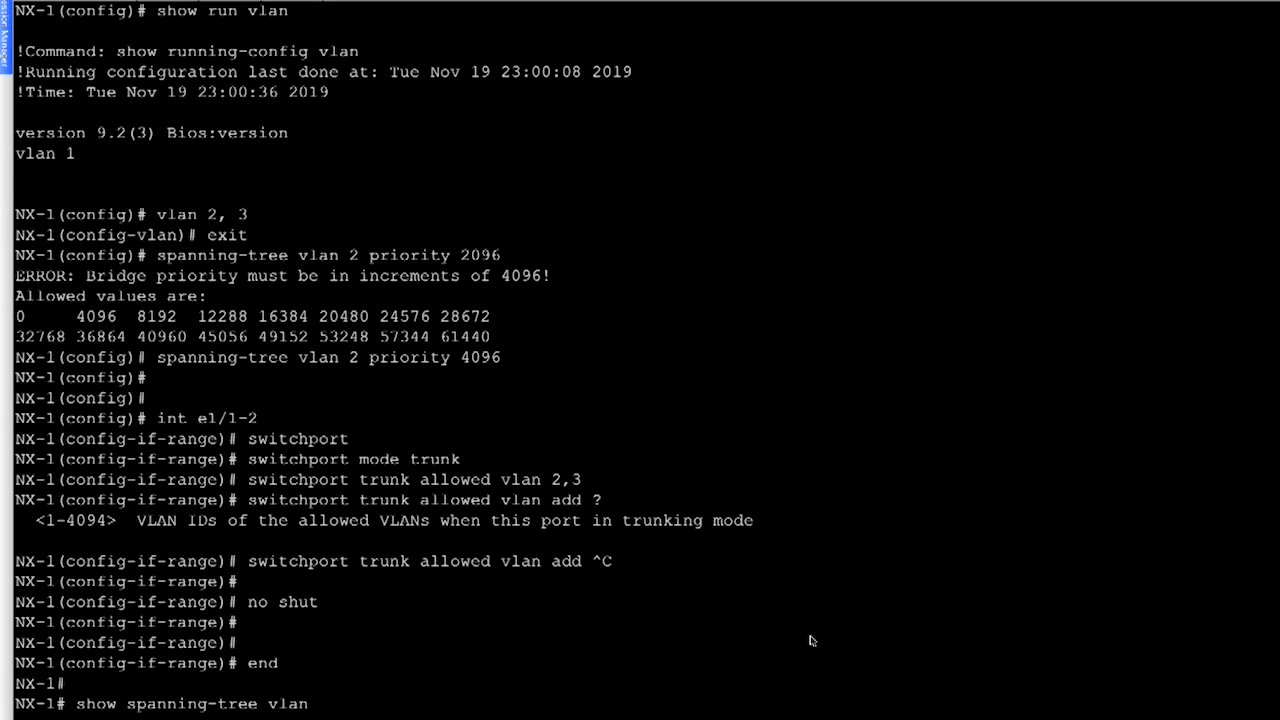 ssion Manager
NX-1(config)# show run vlan
!Command: show running-config vlan
!Running configuration last done at: Tue Nov 19 23:00:08 2019
!Time: Tue Nov 19 23:00:36 2019
version 9.2(3) Bios:version
vlan 1
NX-1(config)# vlan 2, 3
NX-1(config-vlan)# exit
NX-1(config)# spanning-tree vlan 2 priority 2096
ERROR: Bridge priority must be in increments of 4096!
Allowed values are:
0     4096  8192  12288 16384 20480 24576 28672
32768 36864 40960 45056 49152 53248 57344 61440
NX-1(config)# spanning-tree vlan 2 priority 4096
NX-1(config)#
NX-1(config)#
NX-1(config)# int e1/1-2
NX-1(config-if-range)# switchport
NX-1(config-if-range)# switchport mode trunk
NX-1(config-if-range)# switchport trunk allowed vlan 2,3
NX-1(config-if-range)# switchport trunk allowed vlan add ?
  <1-4094>  VLAN IDs of the allowed VLANs when this port in trunking mode
NX-1(config-if-range)# switchport trunk allowed vlan add ^C
NX-1(config-if-range)#
NX-1(config-if-range)# no shut
NX-1(config-if-range)#
NX-1(config-if-range)#
NX-1(config-if-range)# end
NX-1#
NX-1# show spanning-tree vlan